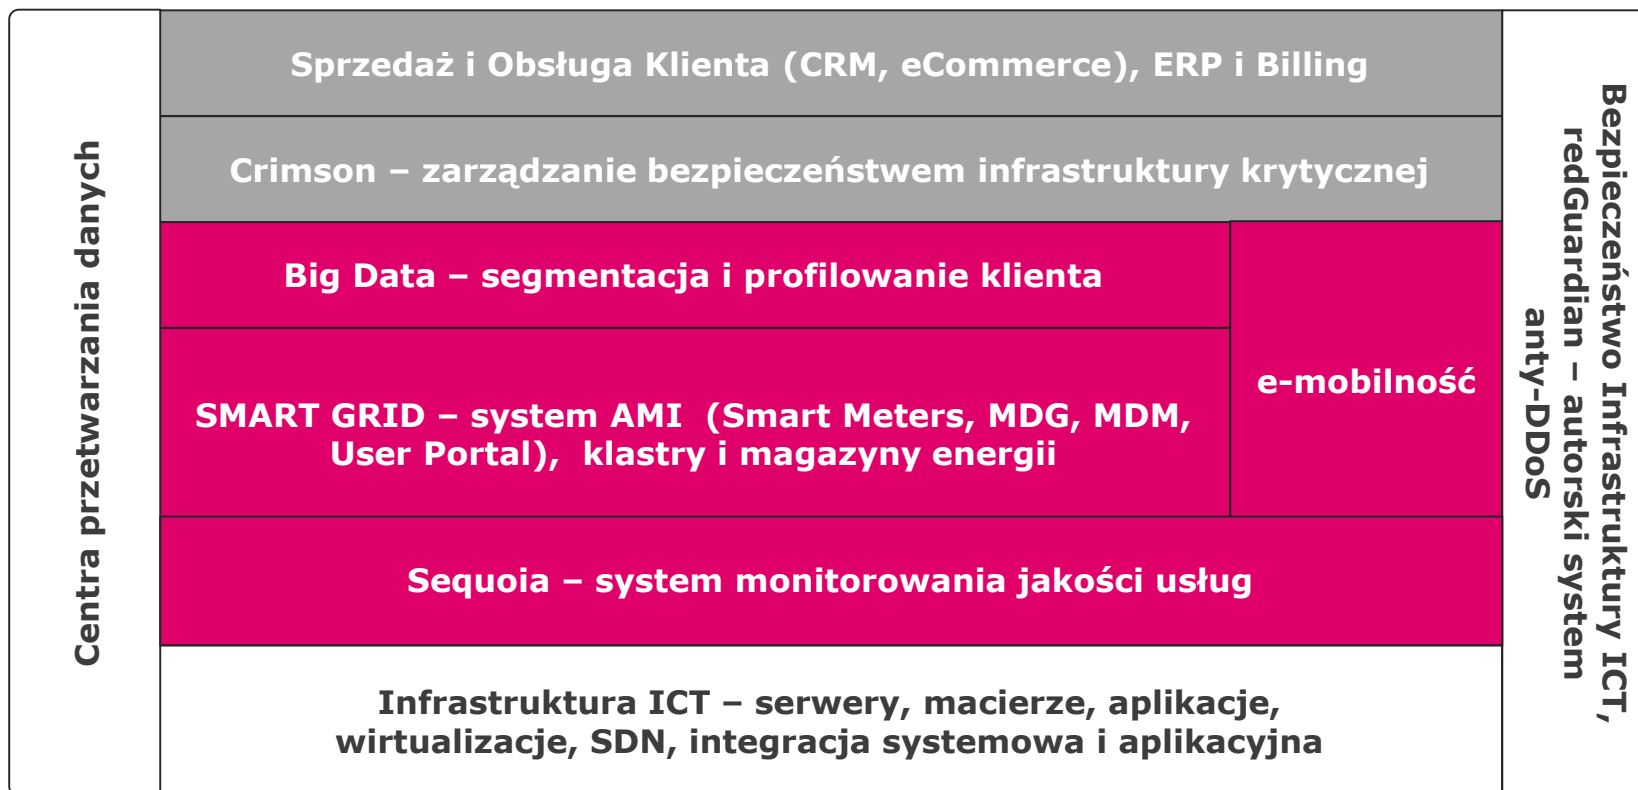 Centra przetwarzania danych
Sprzedaż i Obsługa Klienta (CRM, eCommerce), ERP i Billing
Crimson – zarządzanie bezpieczeństwem infrastruktury krytycznej
Big Data – segmentacja i profilowanie klienta
SMART GRID – system AMI  (Smart Meters, MDG, MDM,
User Portal),  klastry i magazyny energii
e-mobilność
Sequoia – system monitorowania jakości usług
Infrastruktura ICT – serwery, macierze, aplikacje,
wirtualizacje, SDN, integracja systemowa i aplikacyjna
Bezpieczeństwo Infrastruktury ICT,
redGuardian – autorski system
anty-DDoS